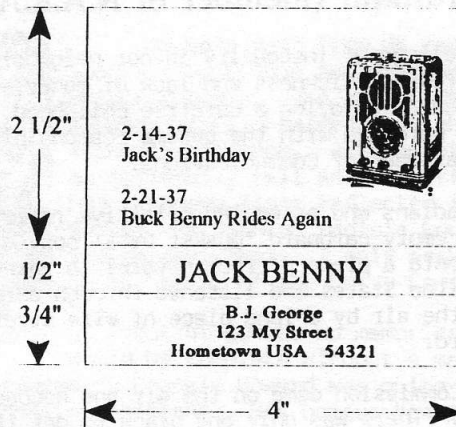 2 1/2"
2-14-37
Jack's Birthday
2-21-37
Buck Benny Rides Again
1/2"
JACK BENNY
3/4"
B.J. George
123 My Street
Hometown USA 54321
4"